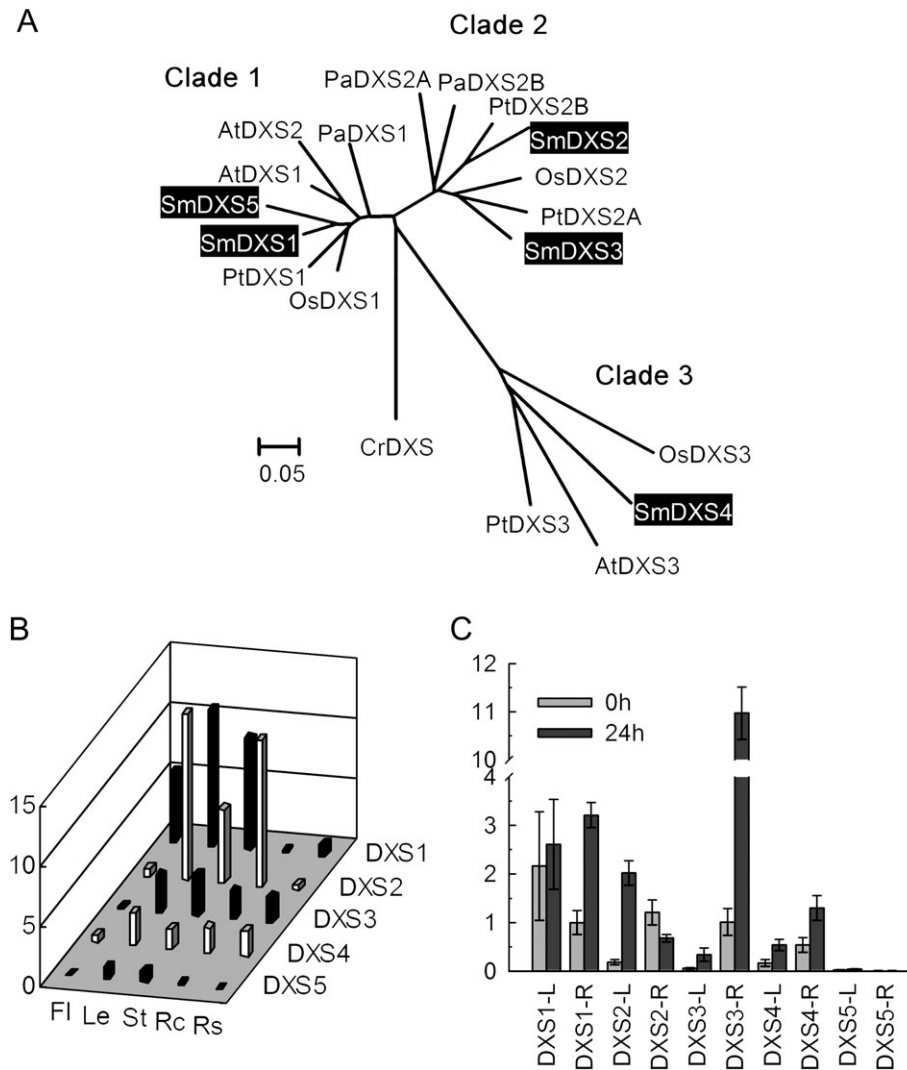 A
Clade 2
Clade 1
PaDXS2A
PaDXS2B
PtDXS2B
AtDXS2
PaDXS1
SmDXS2
AtDXS1
OsDXS2
SmDXS5
PtDXS2A
SmDXS1
SmDXS3
PtDXS1
OsDXS1
Clade 3
CrDXS
OsDXS3
0.05
SmDXS4
PtDXS3
AtDXS3
B
15
10
5
0
DXS1
DXS2
DXS3
DXS4
DXS5
Fl Le St Rc Rs
C
12
11
10
4
3
2
1
0
0h
24h
DXS1-L
DXS1-R
DXS2-L
DXS2-R
DXS3-L
DXS3-R
DXS4-L
DXS4-R
DXS5-L
DXS5-R